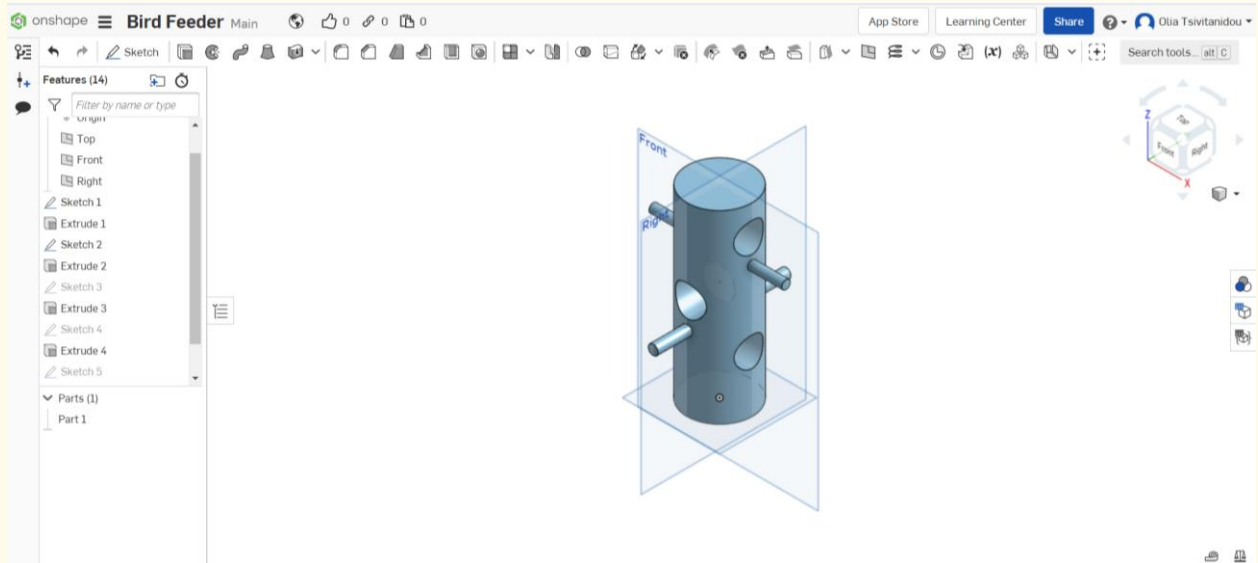 onshape Bird Feeder Main 0 0 0 App Store Learning Center Share Olia Tsivitanidou
Sketch (x) Search tools... alt C
Features (14)
Filter by name or type
Origin
Top
Front
Right
Sketch 1
Extrude 1
Sketch 2
Extrude 2
Sketch 3
Extrude 3
Sketch 4
Extrude 4
Sketch 5
Parts (1)
Part 1
Front
Right
Z
Top
Front
Right
X